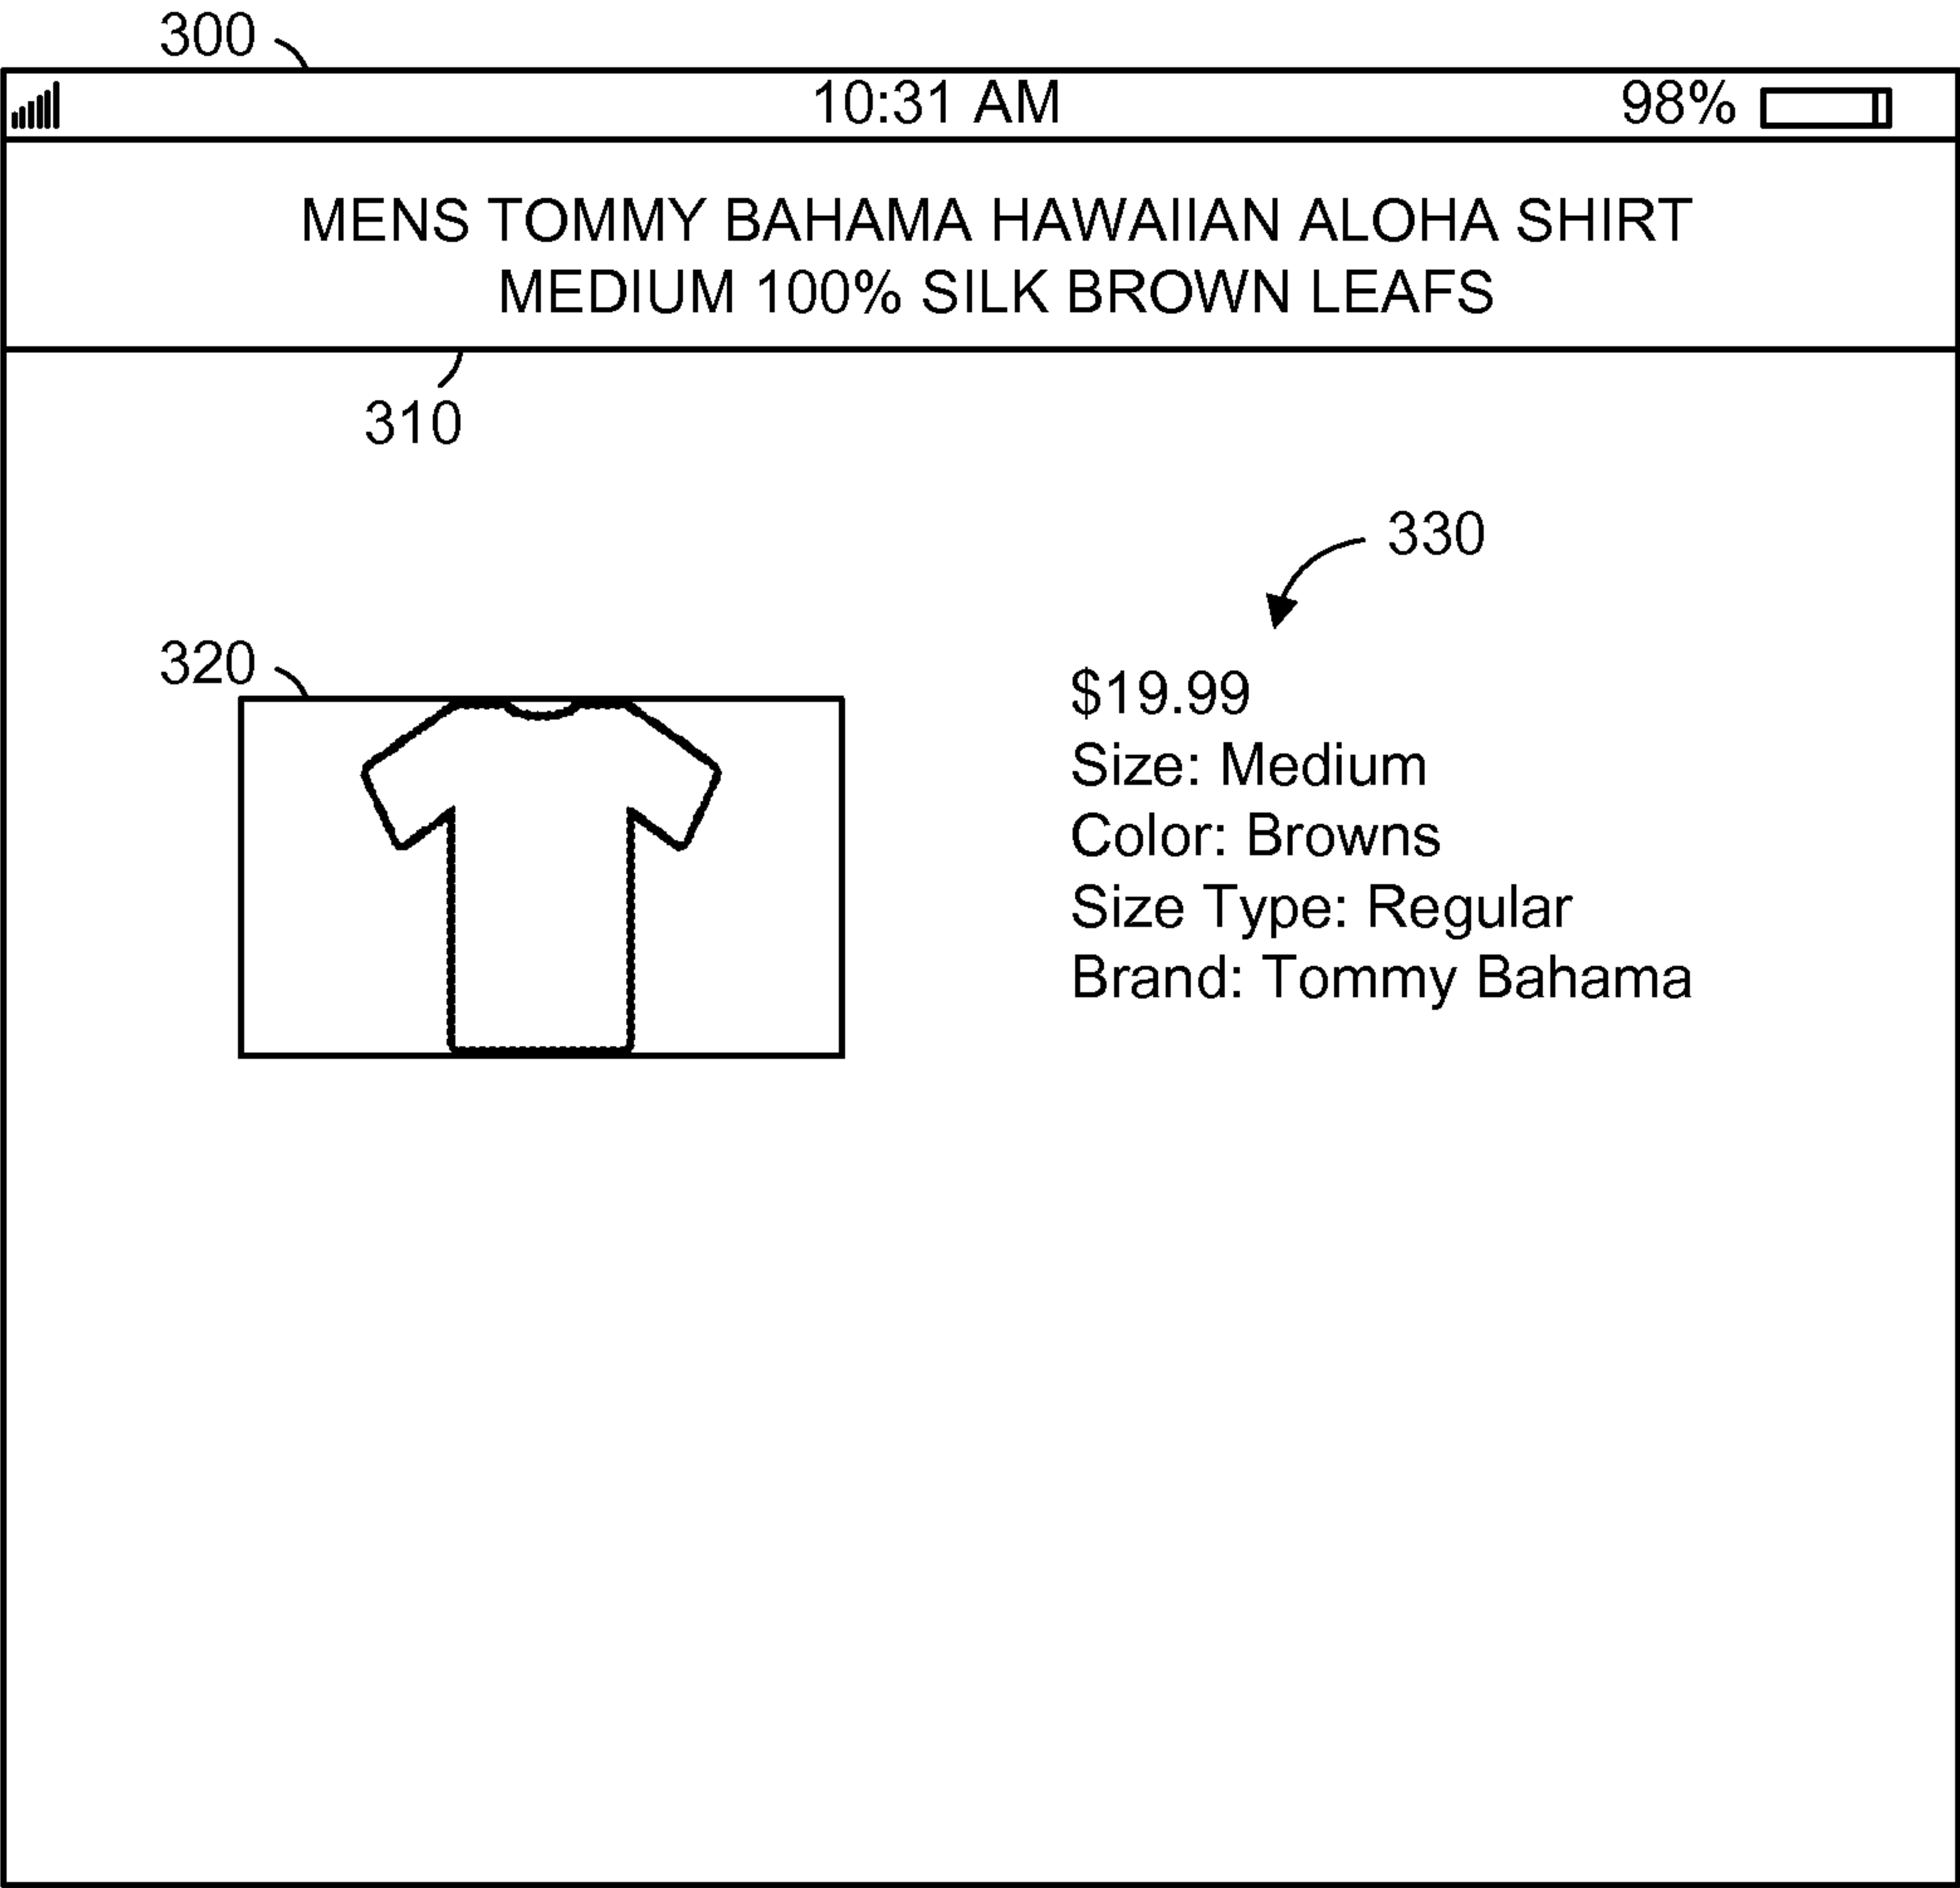 300
10:31 AM 98%
MENS TOMMY BAHAMA HAWAIIAN ALOHA SHIRT
MEDIUM 100% SILK BROWN LEAFS
310
330
320
$19.99
Size: Medium
Color: Browns
Size Type: Regular
Brand: Tommy Bahama